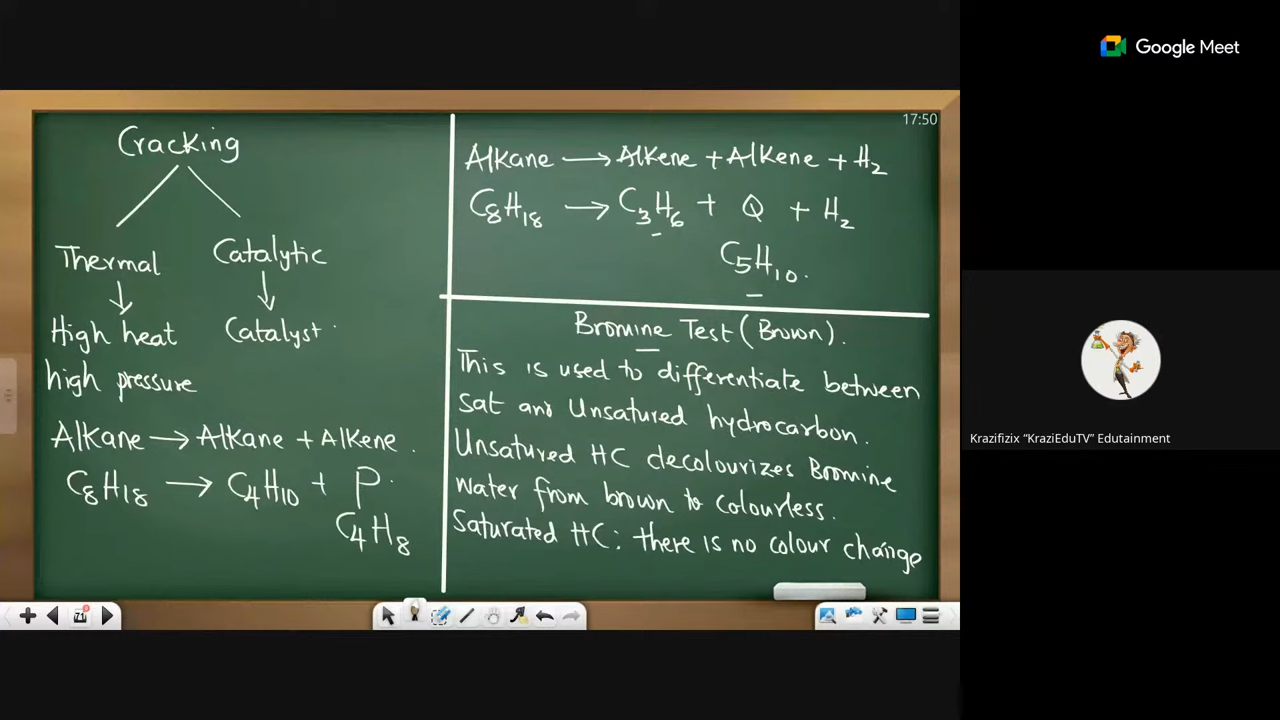 Cracking
Thermal
Catalytic
High heat
Catalyst
high pressure
Alkane → Alkane + Alkene.
C₈H₁₈ → C₄H₁₀ + P
C₄H₈
17:50
Alkane → Alkene + Alkene + H₂
C₈H₁₈ → C₃H₆ + Q + H₂
C₅H₁₀.
Bromine Test (Brown).
This is used to differentiate between
sat and Unsatured hydrocarbon.
Unsatured HC decolourizes Bromine
water from brown to colourless.
Saturated HC: there is no colour change
71
Google Meet
Krazifizix “KraziEduTV” Edutainment